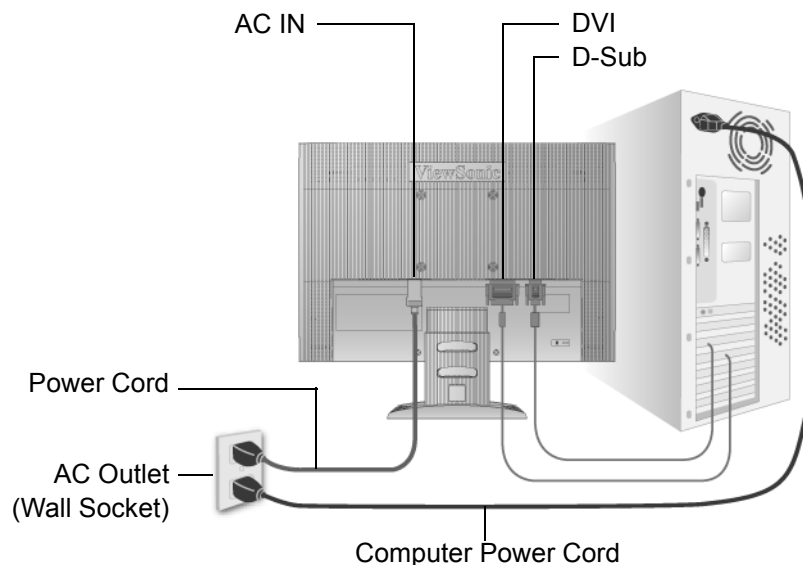 AC IN
DVI
D-Sub
ViewSonic
Power Cord
AC Outlet
(Wall Socket)
Computer Power Cord